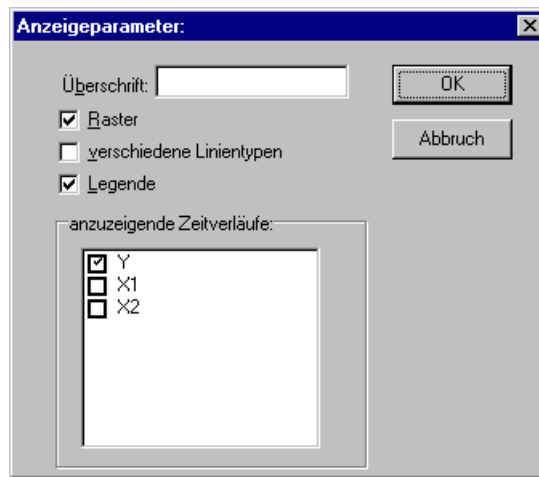 Anzeigeparameter:
Überschrift:
OK
Raster
Abbruch
verschiedene Linientypen
Legende
anzuzeigende Zeitverläufe:
Y
X1
X2